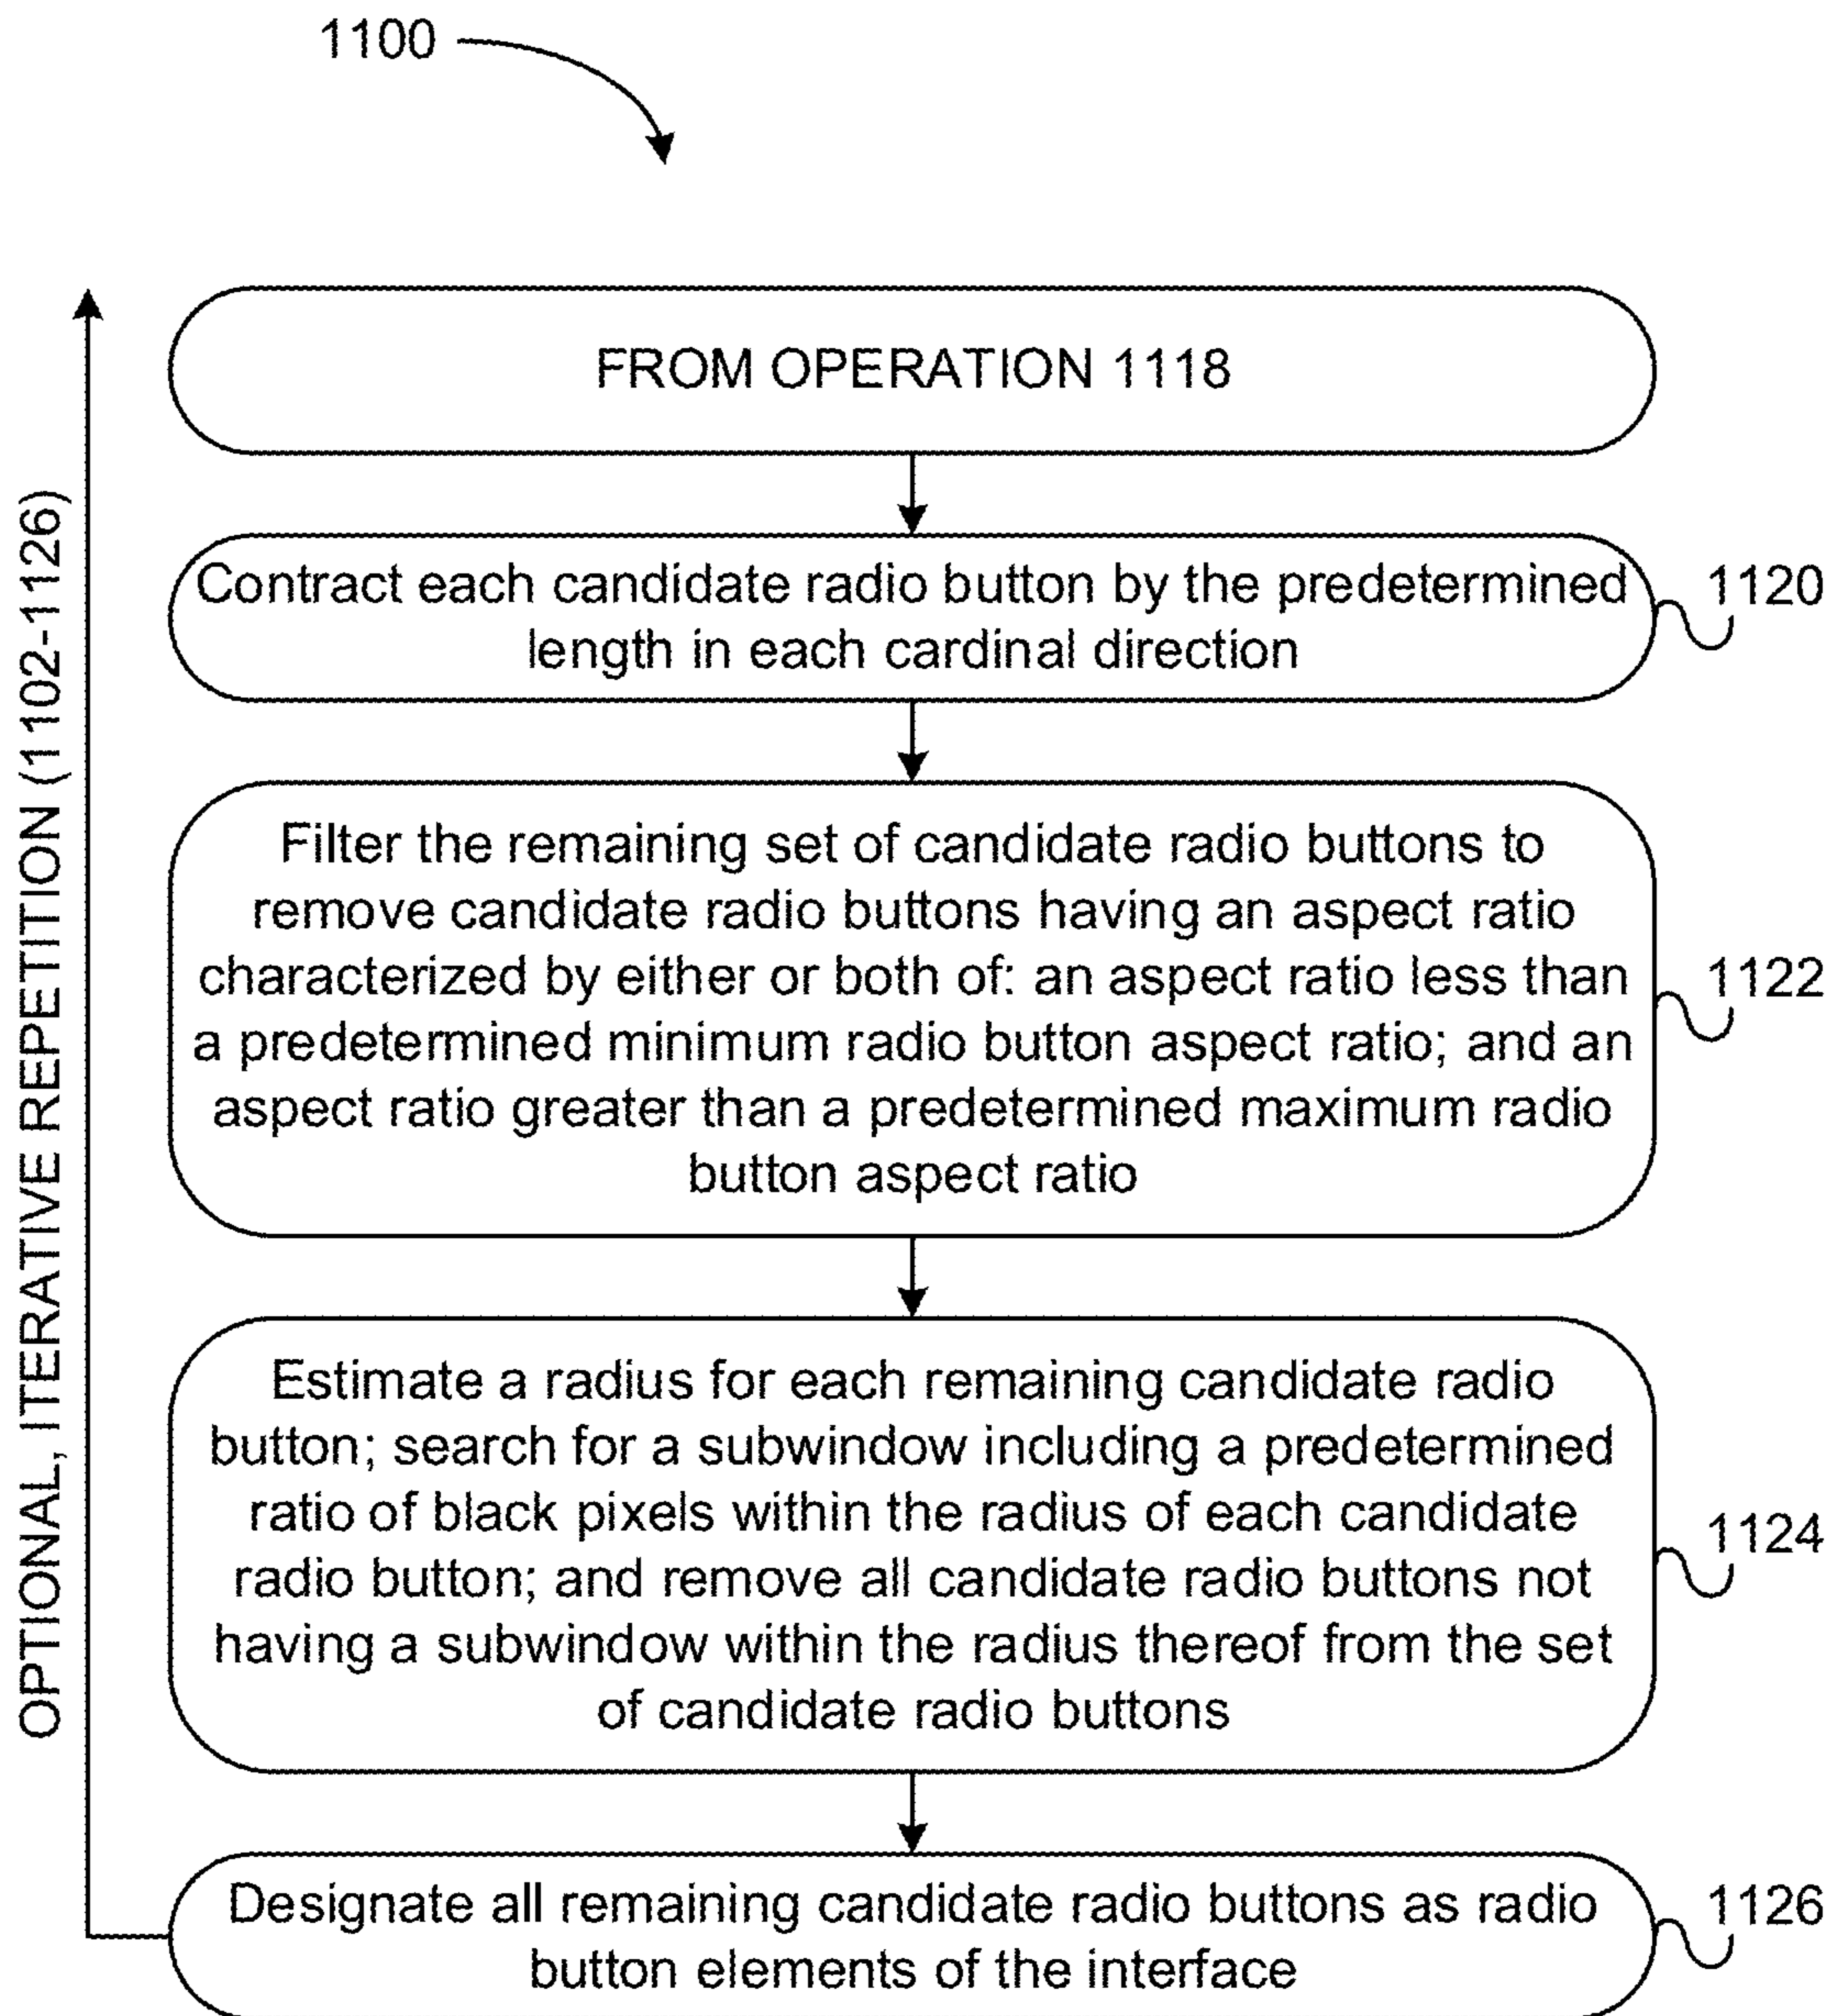 1100
FROM OPERATION 1118
Contract each candidate radio button by the predetermined
length in each cardinal direction
1120
Filter the remaining set of candidate radio buttons to
remove candidate radio buttons having an aspect ratio
characterized by either or both of: an aspect ratio less than
a predetermined minimum radio button aspect ratio; and an
aspect ratio greater than a predetermined maximum radio
button aspect ratio
1122
Estimate a radius for each remaining candidate radio
button; search for a subwindow including a predetermined
ratio of black pixels within the radius of each candidate
radio button; and remove all candidate radio buttons not
having a subwindow within the radius thereof from the set
of candidate radio buttons
1124
Designate all remaining candidate radio buttons as radio
button elements of the interface
1126
OPTIONAL, ITERATIVE REPETITION (1102-1126)